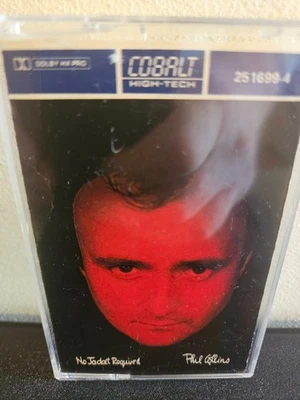 DOLBY HX PRO
COBALT
HIGH-TECH
251699-4
No Jacket Required
Phil Collins